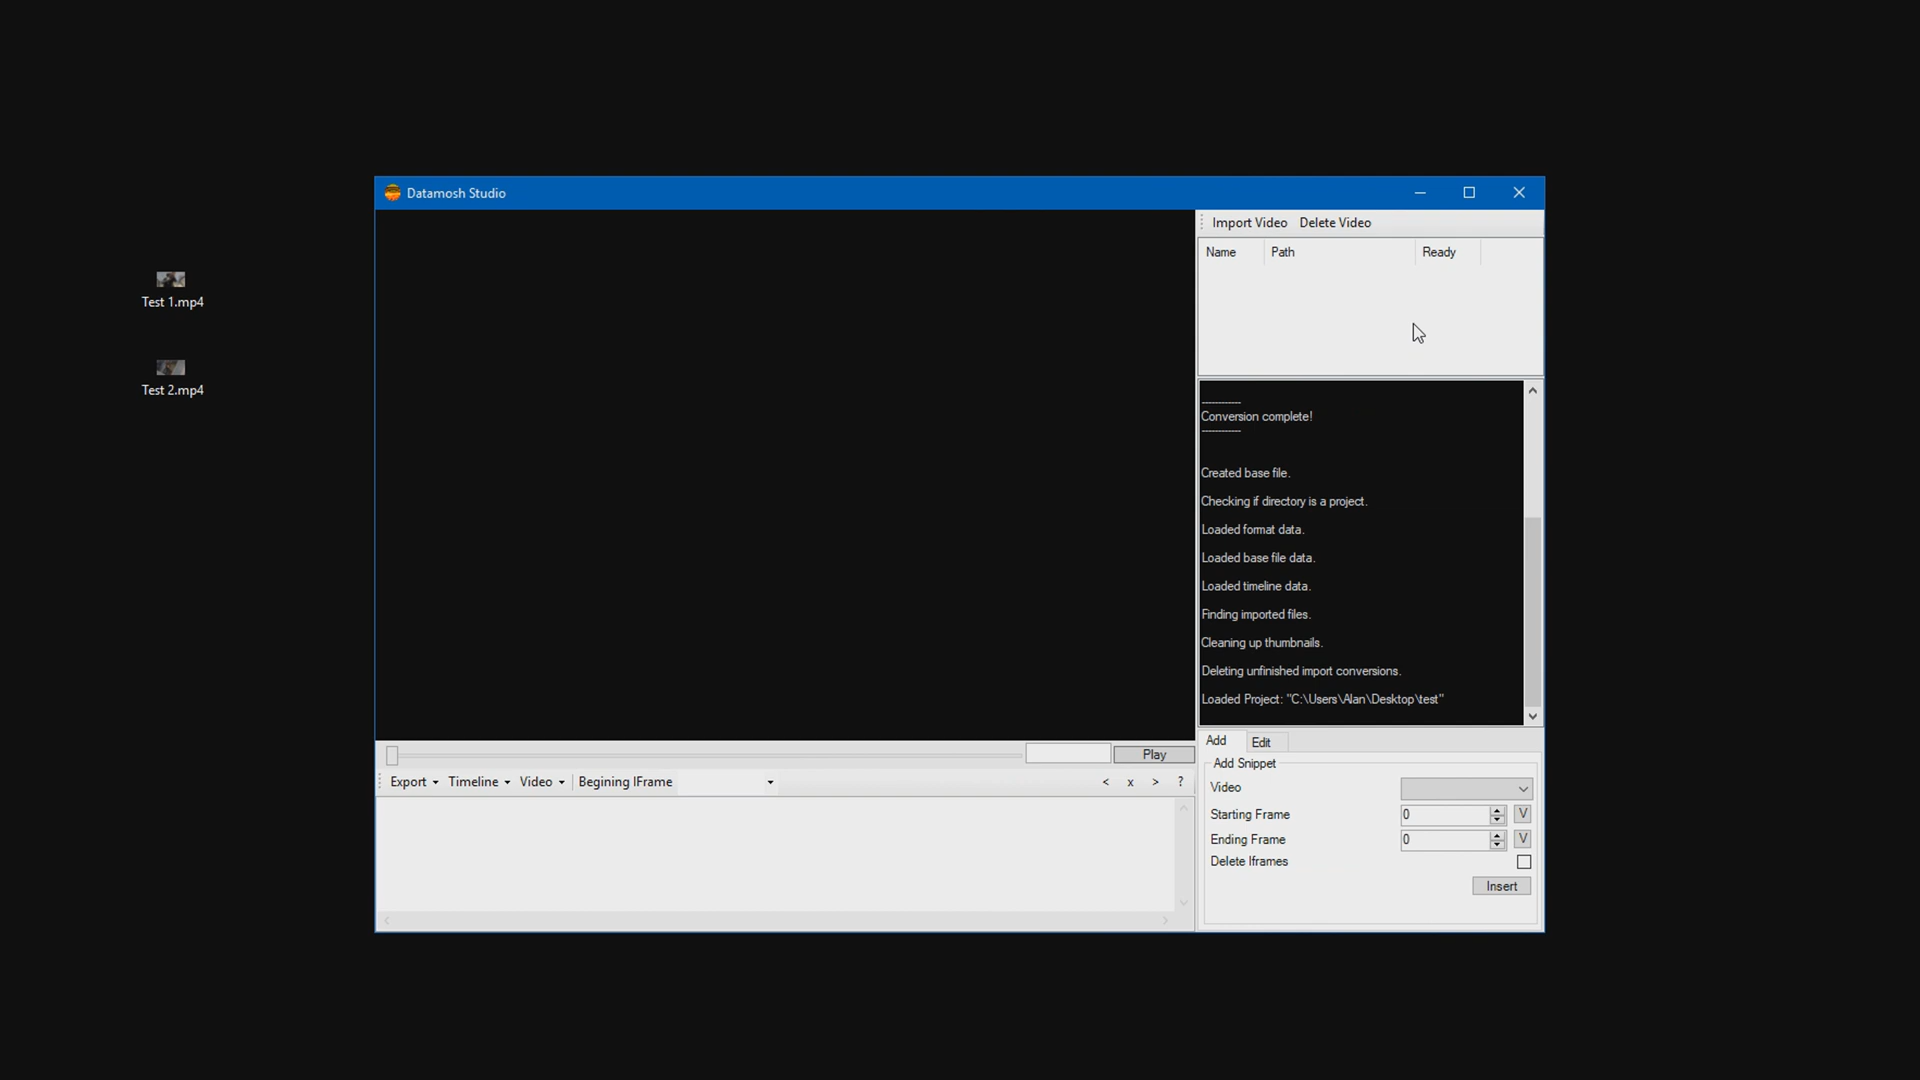 Datamosh Studio
Import Video Delete Video
Name Path Ready
Test 1.mp4
Test 2.mp4
------------
Conversion complete!
------------
Created base file.
Checking if directory is a project.
Loaded format data.
Loaded base file data.
Loaded timeline data.
Finding imported files.
Cleaning up thumbnails.
Deleting unfinished import conversions.
Loaded Project: "C:\Users\Alan\Desktop\test"
Play
Export Timeline Video Begining IFrame < x > ?
Add Edit
Add Snippet
Video
Starting Frame 0 V
Ending Frame 0 V
Delete Iframes
Insert